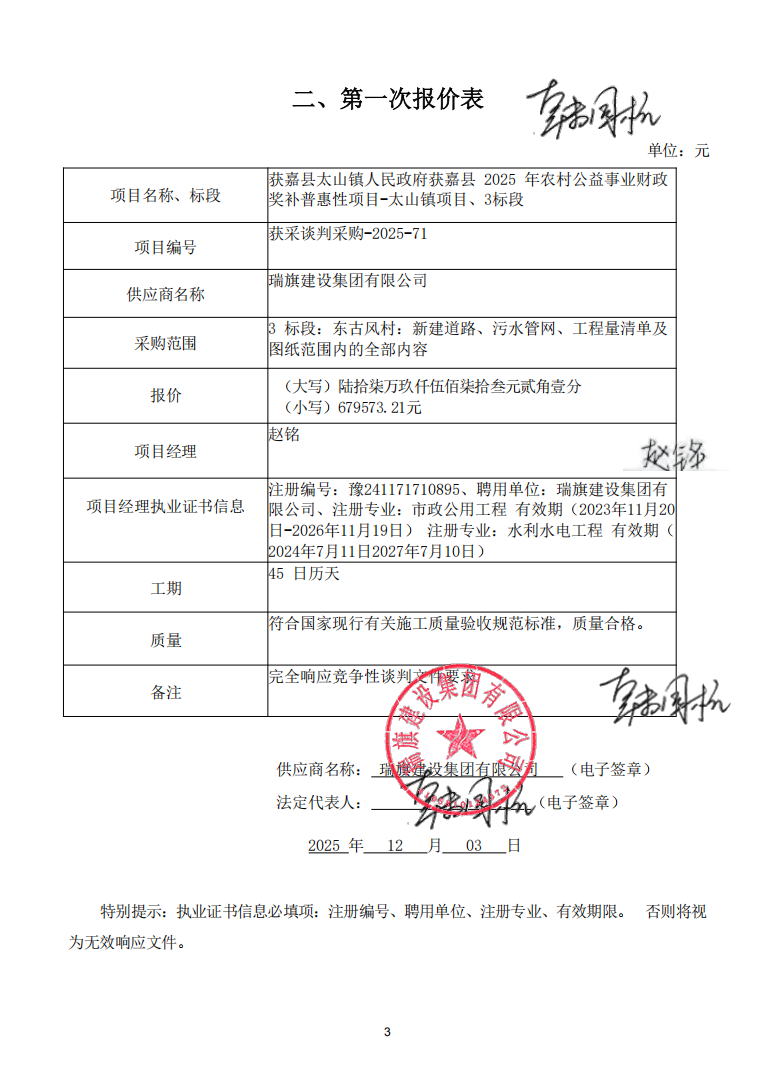 二、第一次报价表
单位：元
项目名称、标段
获嘉县太山镇人民政府获嘉县 2025 年农村公益事业财政
奖补普惠性项目-太山镇项目、3标段
项目编号
获采谈判采购-2025-71
供应商名称
瑞旗建设集团有限公司
采购范围
3 标段：东古风村：新建道路、污水管网、工程量清单及
图纸范围内的全部内容
报价
（大写）陆拾柒万玖仟伍佰柒拾叁元贰角壹分
（小写）679573.21元
项目经理
赵铭
赵铭
项目经理执业证书信息
注册编号：豫241171710895、聘用单位：瑞旗建设集团有
限公司、注册专业：市政公用工程 有效期（2023年11月20
日-2026年11月19日） 注册专业：水利水电工程 有效期（
2024年7月11日2027年7月10日）
工期
45 日历天
质量
符合国家现行有关施工质量验收规范标准，质量合格。
备注
完全响应竞争性谈判文件要求
瑞旗建设集团有限公司
供应商名称： 瑞旗建设集团有限公司 （电子签章）
法定代表人： （电子签章）
2025 年 12 月 03 日
特别提示：执业证书信息必填项：注册编号、聘用单位、注册专业、有效期限。 否则将视
为无效响应文件。
3